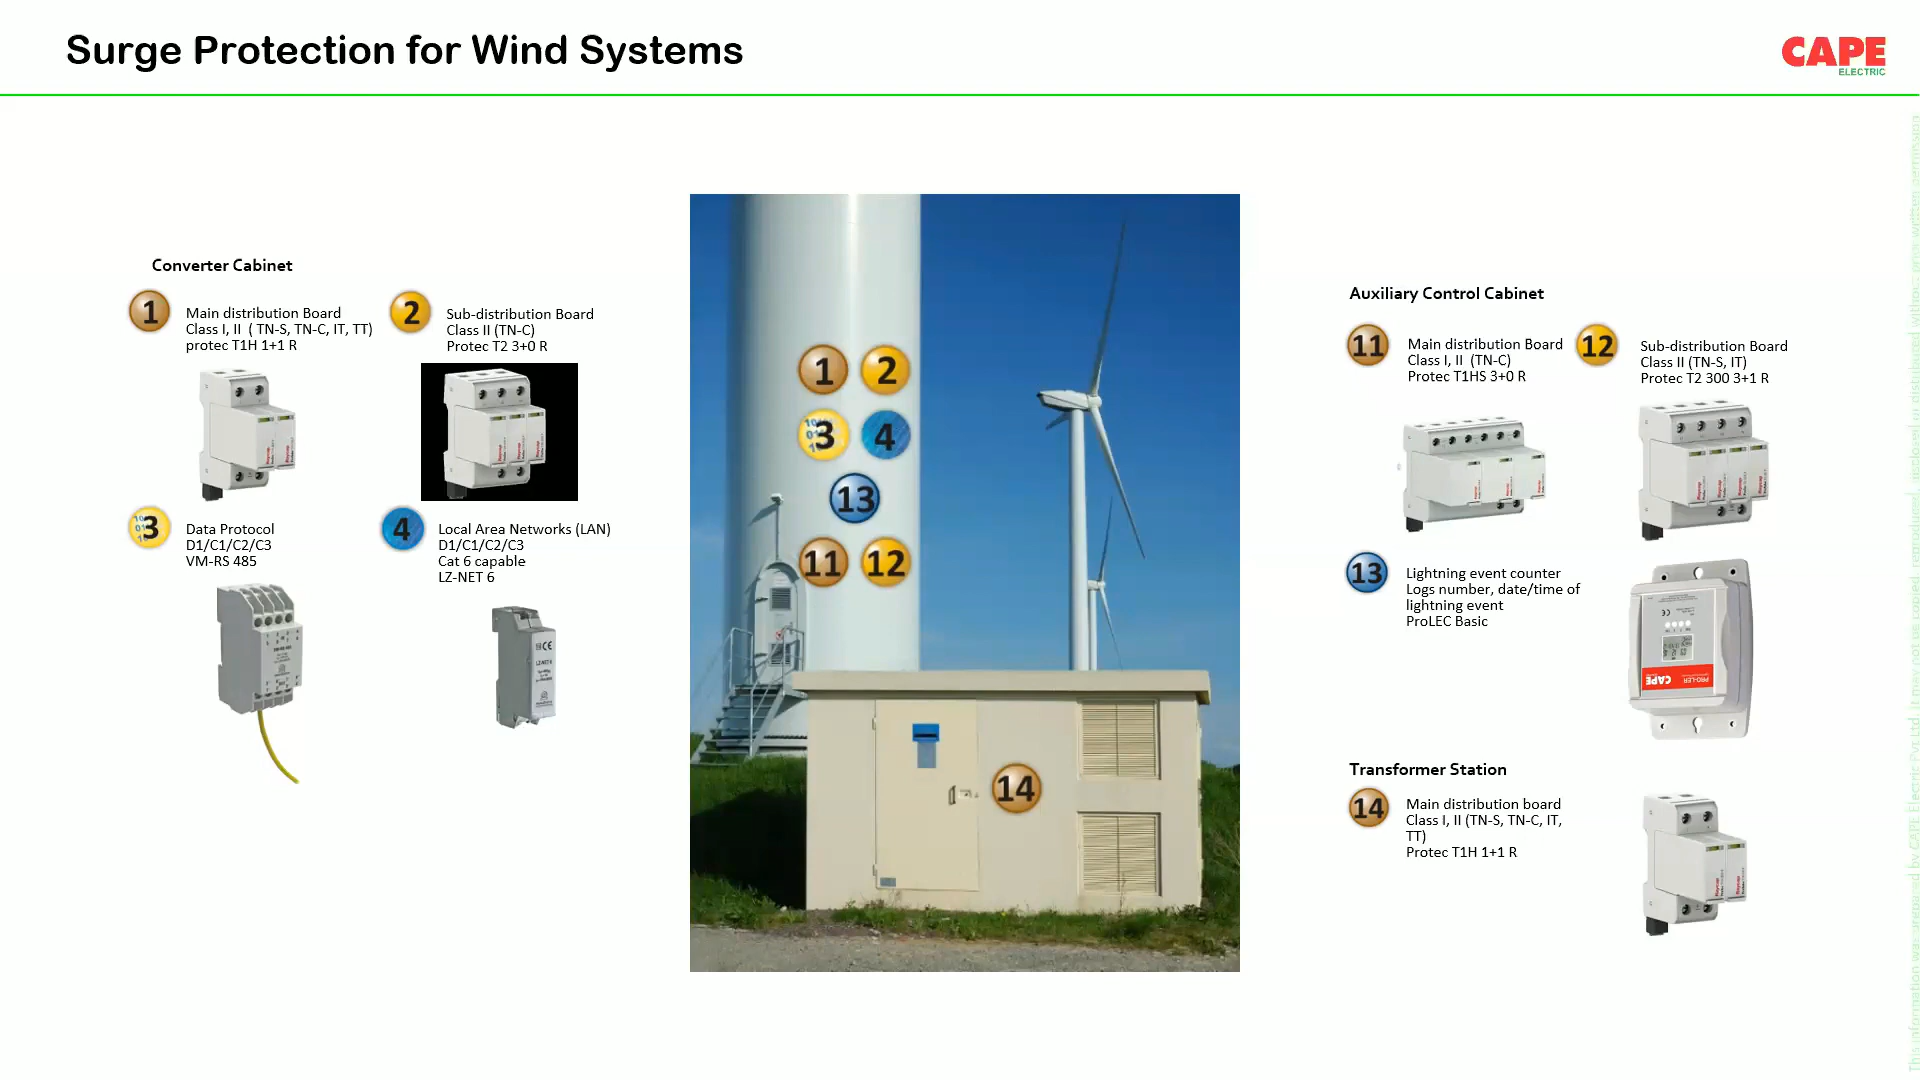 Surge Protection for Wind Systems
CAPE
ELECTRIC
Converter Cabinet
1
Main distribution Board
Class I, II ( TN-S, TN-C, IT, TT)
protec T1H 1+1 R
2
Sub-distribution Board
Class II (TN-C)
Protec T2 3+0 R
3
Data Protocol
D1/C1/C2/C3
VM-RS 485
4
Local Area Networks (LAN)
D1/C1/C2/C3
Cat 6 capable
LZ-NET 6
1
2
3
4
13
11
12
14
Auxiliary Control Cabinet
11
Main distribution Board
Class I, II (TN-C)
Protec T1HS 3+0 R
12
Sub-distribution Board
Class II (TN-S, IT)
Protec T2 300 3+1 R
13
Lightning event counter
Logs number, date/time of
lightning event
ProLEC Basic
CAPE
Transformer Station
14
Main distribution board
Class I, II (TN-S, TN-C, IT,
TT)
Protec T1H 1+1 R